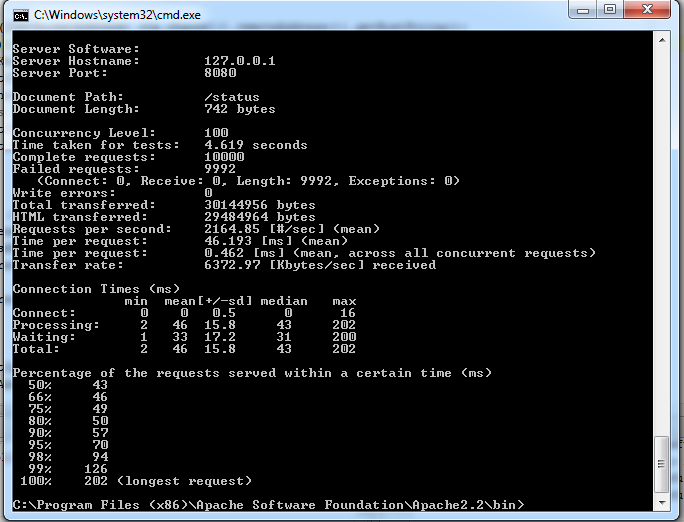 C:\Windows\system32\cmd.exe
Server Software:
Server Hostname:        127.0.0.1
Server Port:            8080
Document Path:          /status
Document Length:        742 bytes
Concurrency Level:      100
Time taken for tests:   4.619 seconds
Complete requests:      10000
Failed requests:        9992
   (Connect: 0, Receive: 0, Length: 9992, Exceptions: 0)
Write errors:           0
Total transferred:      30144956 bytes
HTML transferred:       29484964 bytes
Requests per second:    2164.85 [#/sec] (mean)
Time per request:       46.193 [ms] (mean)
Time per request:       0.462 [ms] (mean, across all concurrent requests)
Transfer rate:          6372.97 [Kbytes/sec] received
Connection Times (ms)
              min  mean[+/-sd] median   max
Connect:        0    0   0.5      0      16
Processing:     2   46  15.8     43     202
Waiting:        1   33  17.2     31     200
Total:          2   46  15.8     43     202
Percentage of the requests served within a certain time (ms)
  50%     43
  66%     46
  75%     49
  80%     50
  90%     57
  95%     70
  98%     94
  99%    126
 100%    202 (longest request)
C:\Program Files (x86)\Apache Software Foundation\Apache2.2\bin>